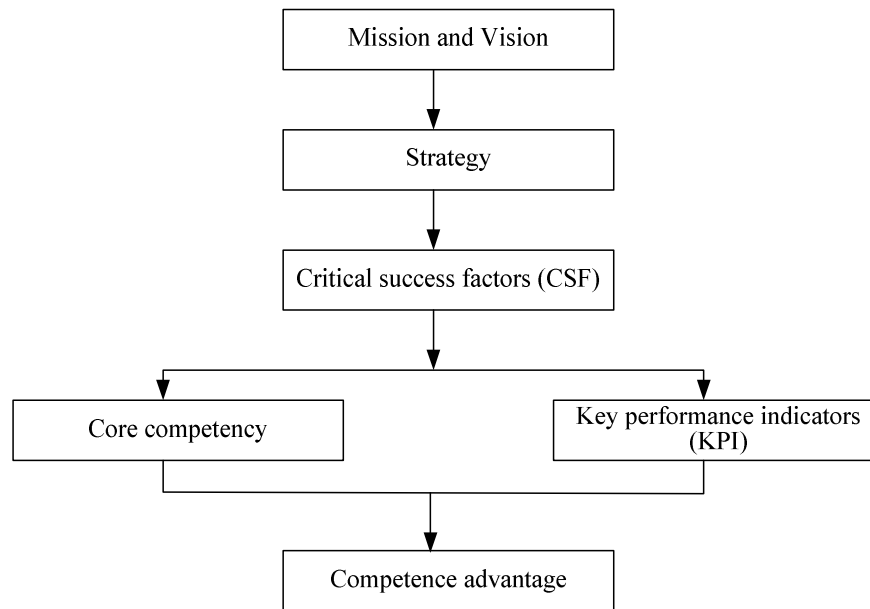 Mission and Vision
Strategy
Critical success factors (CSF)
Core competency
Key performance indicators
(KPI)
Competence advantage